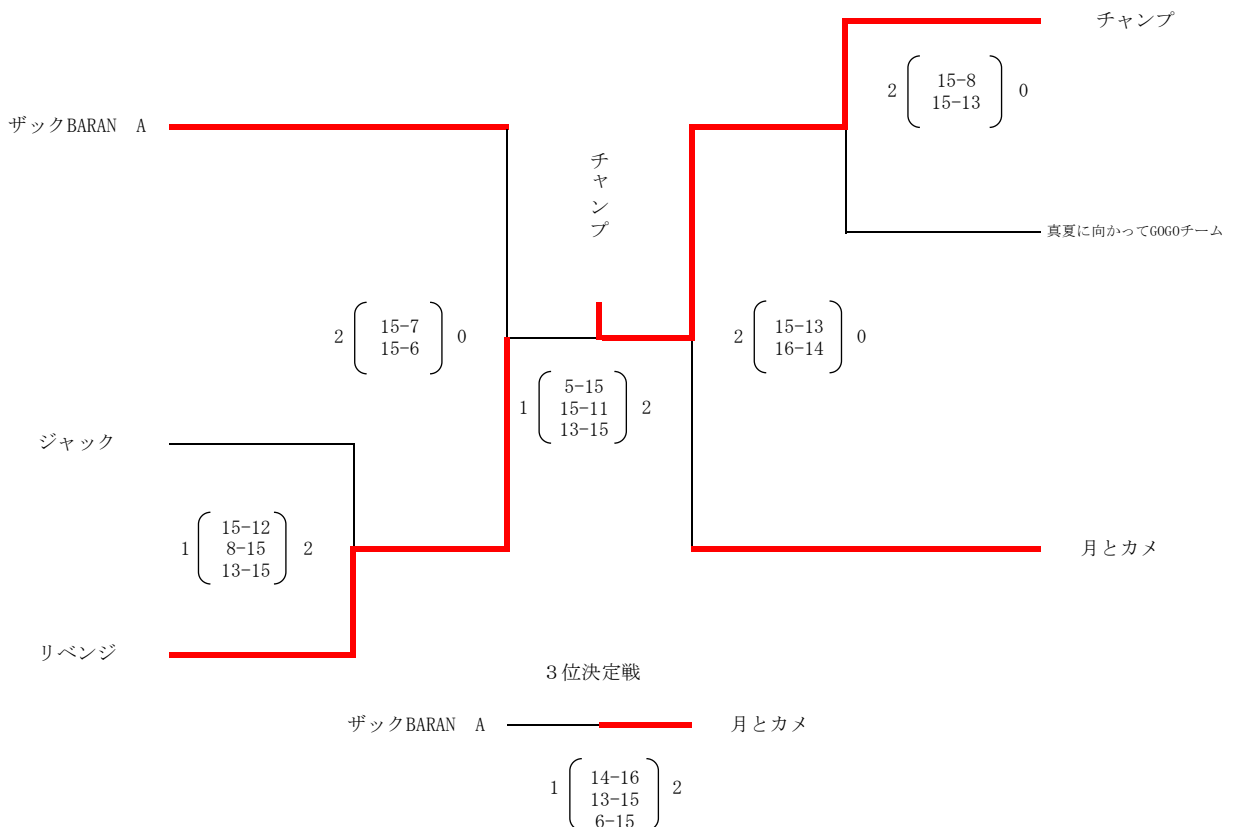 チャンプ
2 15-8 0
15-13
ザックBARAN A
チャンプ
真夏に向かってGOGOチーム
2 15-7 0
15-6
2 15-13 0
16-14
1 5-15 2
15-11
13-15
ジャック
1 15-12 2
8-15
13-15
月とカメ
リベンジ
3位決定戦
ザックBARAN A 月とカメ
1 14-16 2
13-15
6-15